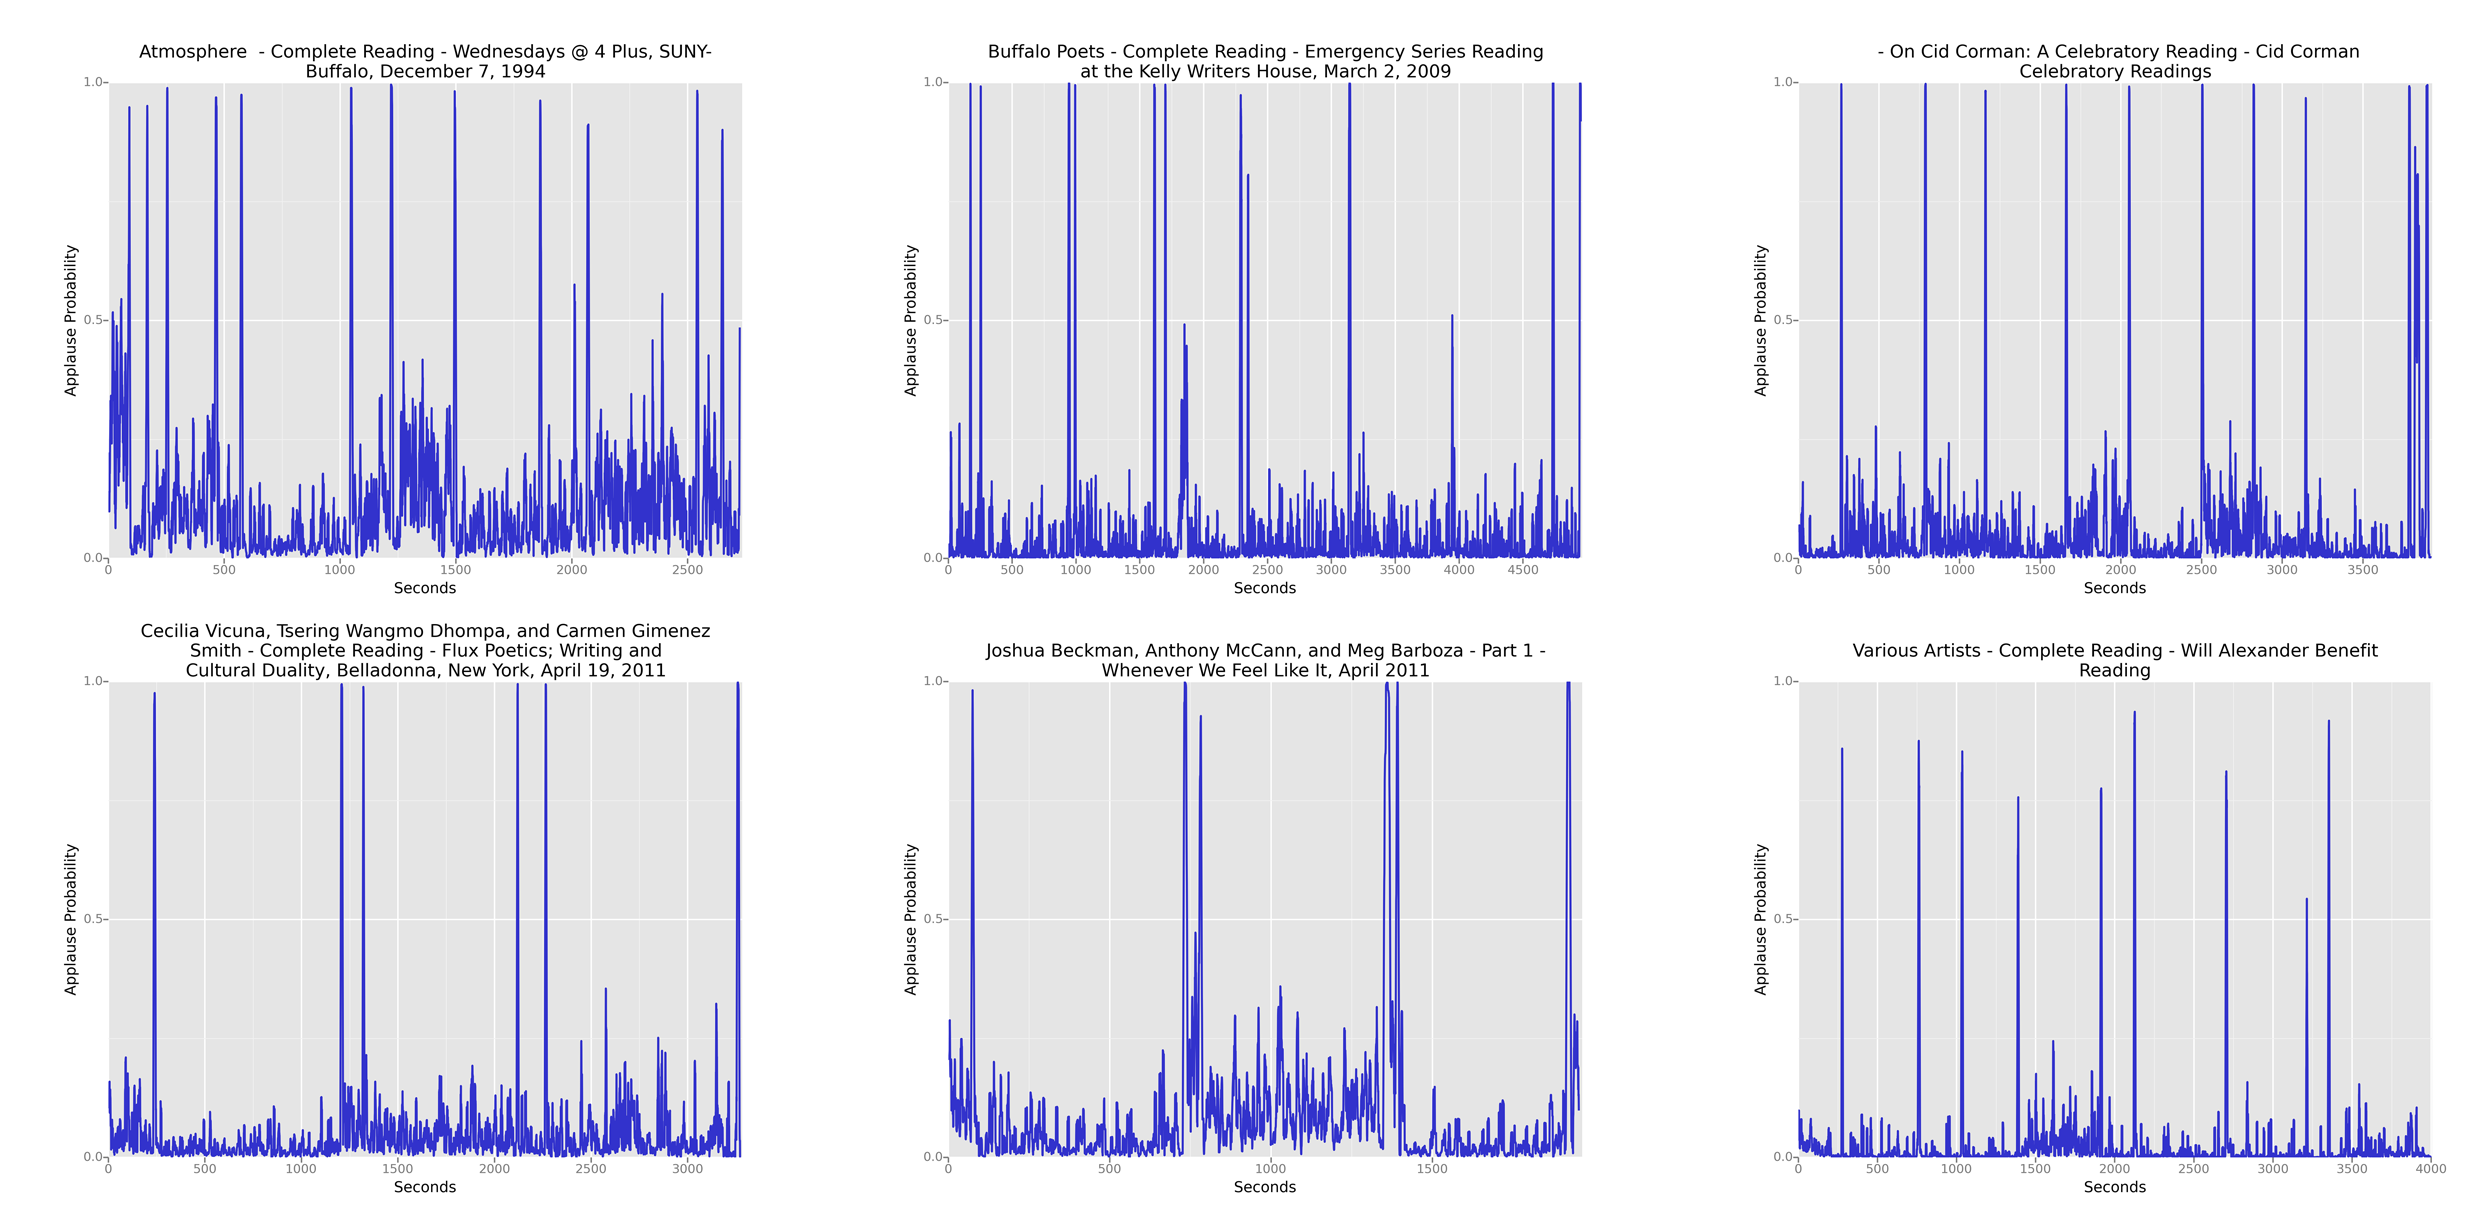 Atmosphere  - Complete Reading - Wednesdays @ 4 Plus, SUNY-
Buffalo, December 7, 1994
1.0
0.5
0.0
Applause Probability
0 500 1000 1500 2000 2500
Seconds
Buffalo Poets - Complete Reading - Emergency Series Reading
at the Kelly Writers House, March 2, 2009
1.0
0.5
0.0
Applause Probability
0 500 1000 1500 2000 2500 3000 3500 4000 4500
Seconds
- On Cid Corman: A Celebratory Reading - Cid Corman
Celebratory Readings
1.0
0.5
0.0
Applause Probability
0 500 1000 1500 2000 2500 3000 3500
Seconds
Cecilia Vicuna, Tsering Wangmo Dhompa, and Carmen Gimenez
Smith - Complete Reading - Flux Poetics; Writing and
Cultural Duality, Belladonna, New York, April 19, 2011
1.0
0.5
0.0
Applause Probability
0 500 1000 1500 2000 2500 3000
Seconds
Joshua Beckman, Anthony McCann, and Meg Barboza - Part 1 -
Whenever We Feel Like It, April 2011
1.0
0.5
0.0
Applause Probability
0 500 1000 1500
Seconds
Various Artists - Complete Reading - Will Alexander Benefit
Reading
1.0
0.5
0.0
Applause Probability
0 500 1000 1500 2000 2500 3000 3500 4000
Seconds